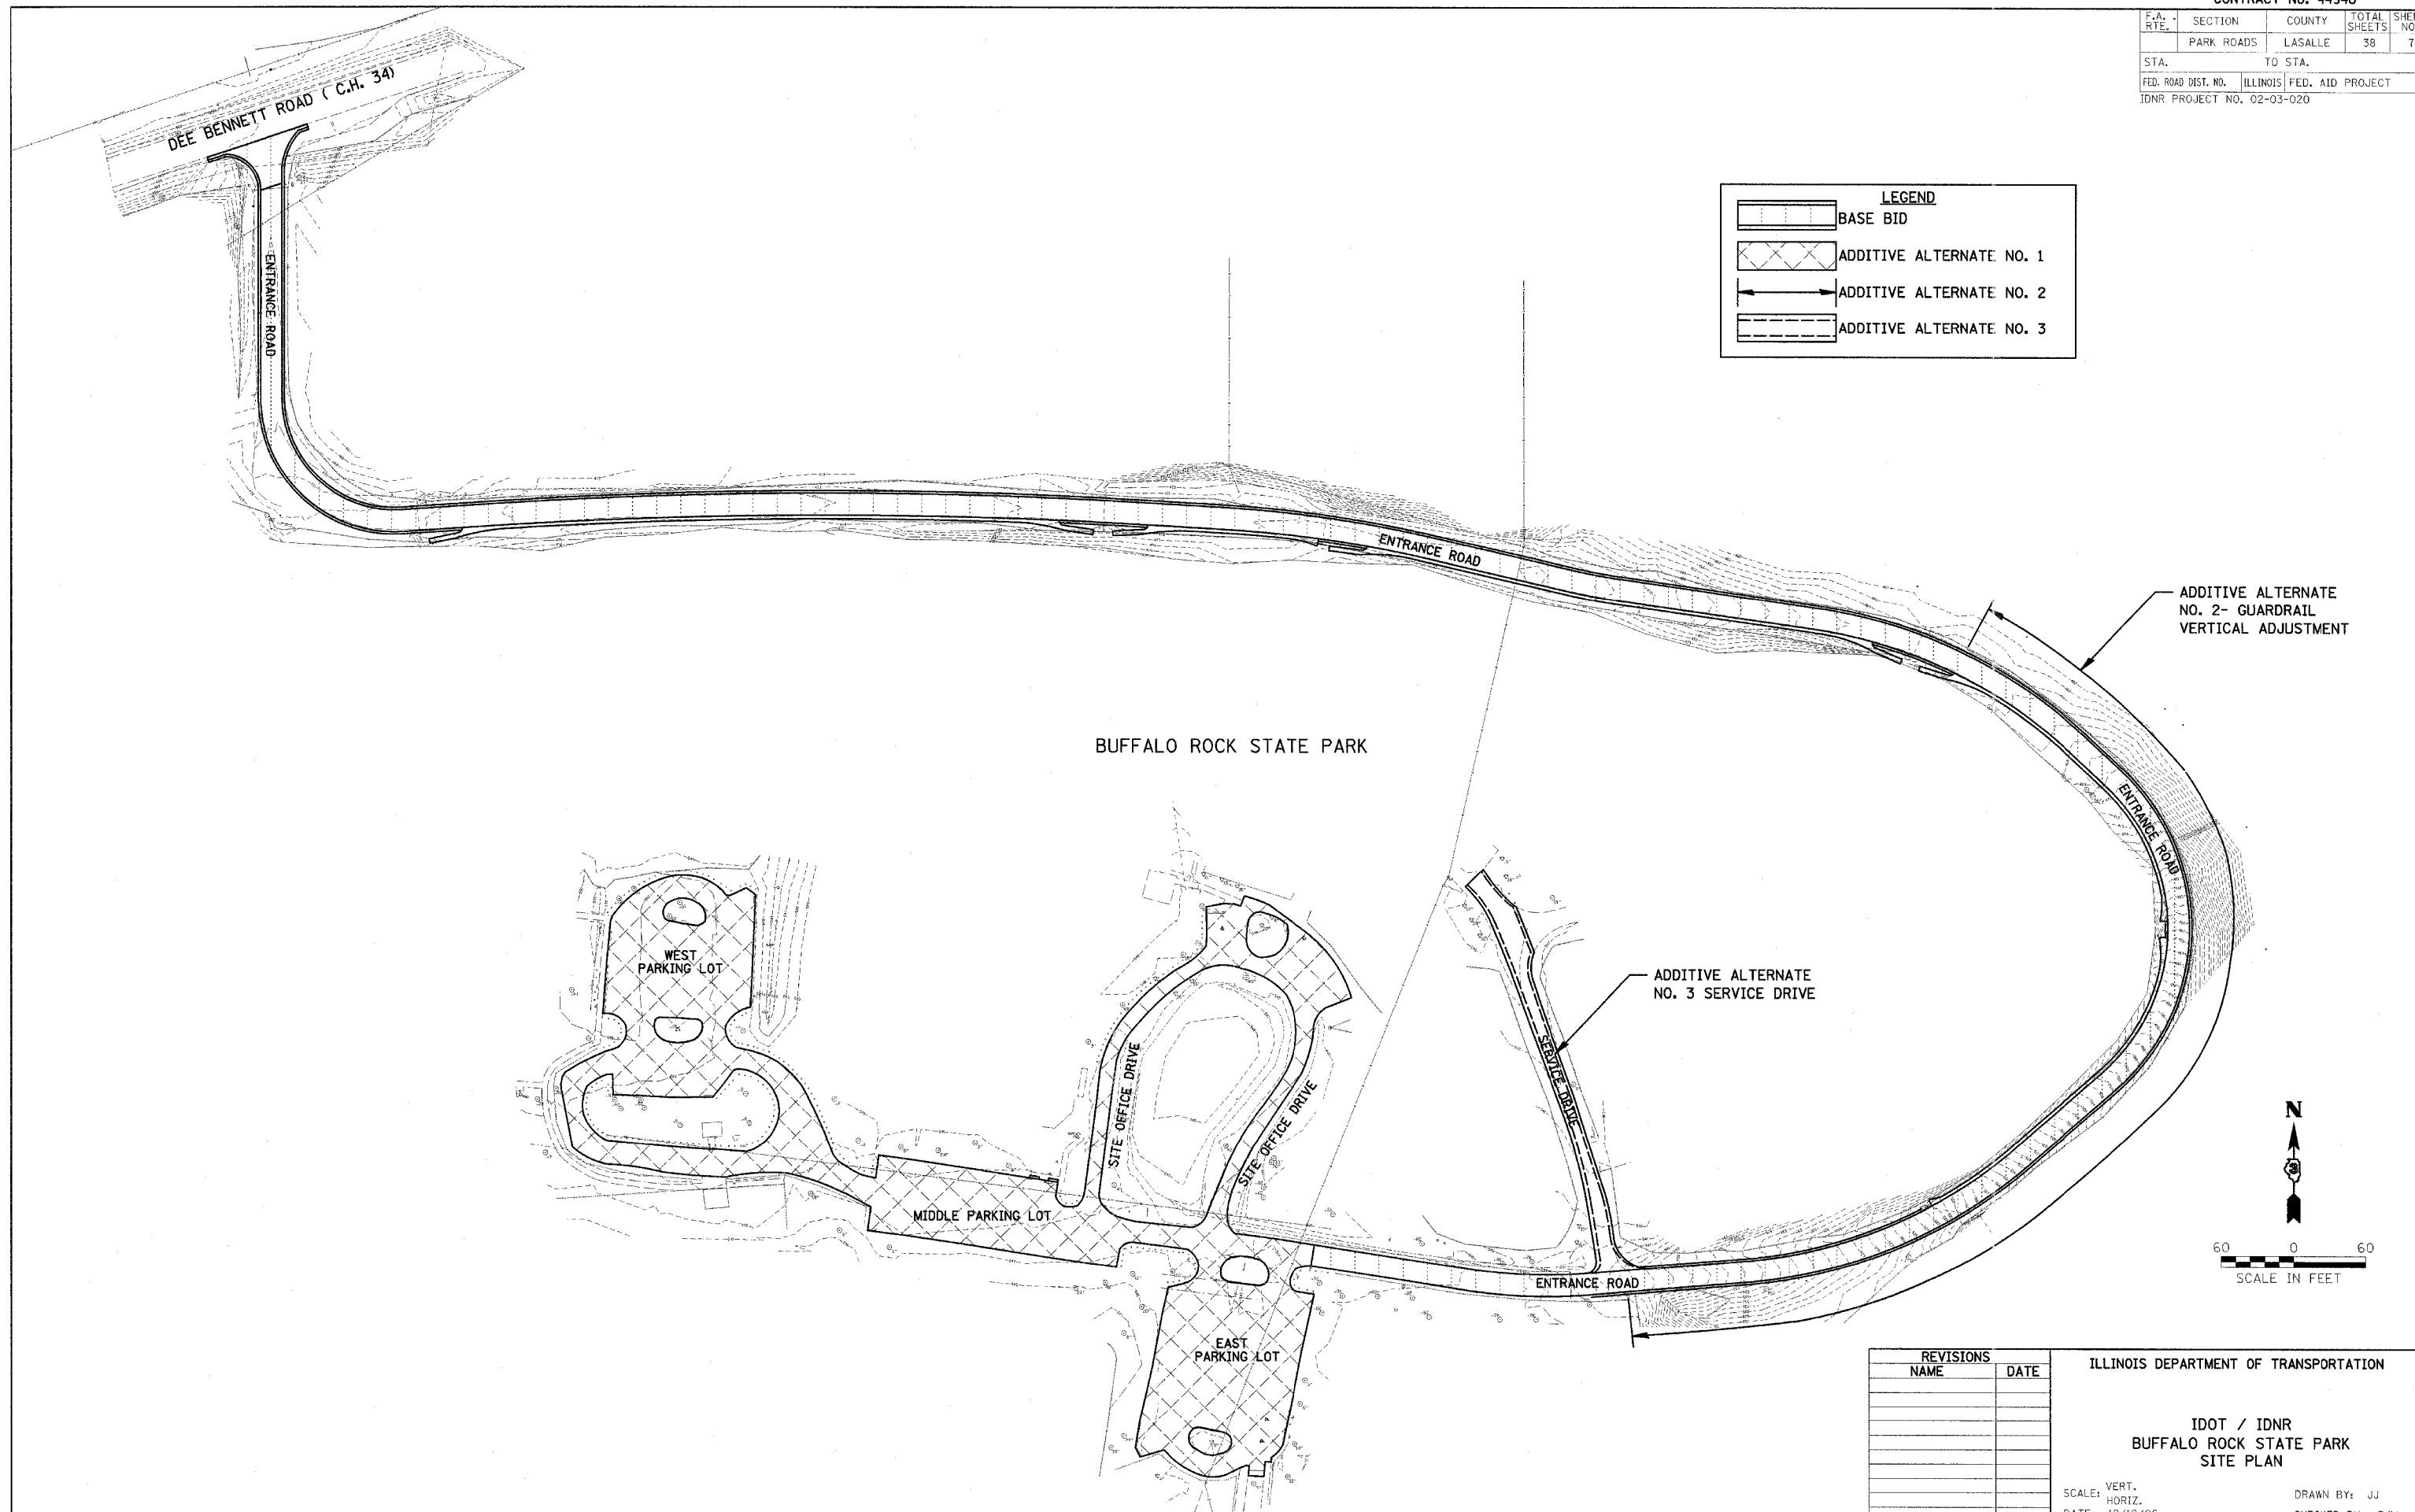 F.A. RTE. SECTION COUNTY TOTAL SHEETS
PARK ROADS LASALLE 38 7
STA. TO STA.
FED. ROAD DIST. NO. ILLINOIS FED. AID PROJECT
IDNR PROJECT NO. 02-03-020
DEE BENNETT ROAD ( C.H. 34)
ENTRANCE ROAD
LEGEND
BASE BID
ADDITIVE ALTERNATE NO. 1
ADDITIVE ALTERNATE NO. 2
ADDITIVE ALTERNATE NO. 3
ENTRANCE ROAD
ADDITIVE ALTERNATE
NO. 2- GUARDRAIL
VERTICAL ADJUSTMENT
BUFFALO ROCK STATE PARK
ENTRANCE ROAD
WEST
PARKING LOT
ADDITIVE ALTERNATE
NO. 3 SERVICE DRIVE
SERVICE DRIVE
SITE OFFICE DRIVE
SITE OFFICE DRIVE
MIDDLE PARKING LOT
ENTRANCE ROAD
EAST
PARKING LOT
N
3
60 0 60
SCALE IN FEET
REVISIONS
NAME DATE
ILLINOIS DEPARTMENT OF TRANSPORTATION
IDOT / IDNR
BUFFALO ROCK STATE PARK
SITE PLAN
SCALE: VERT.
HORIZ.
DRAWN BY: JJ